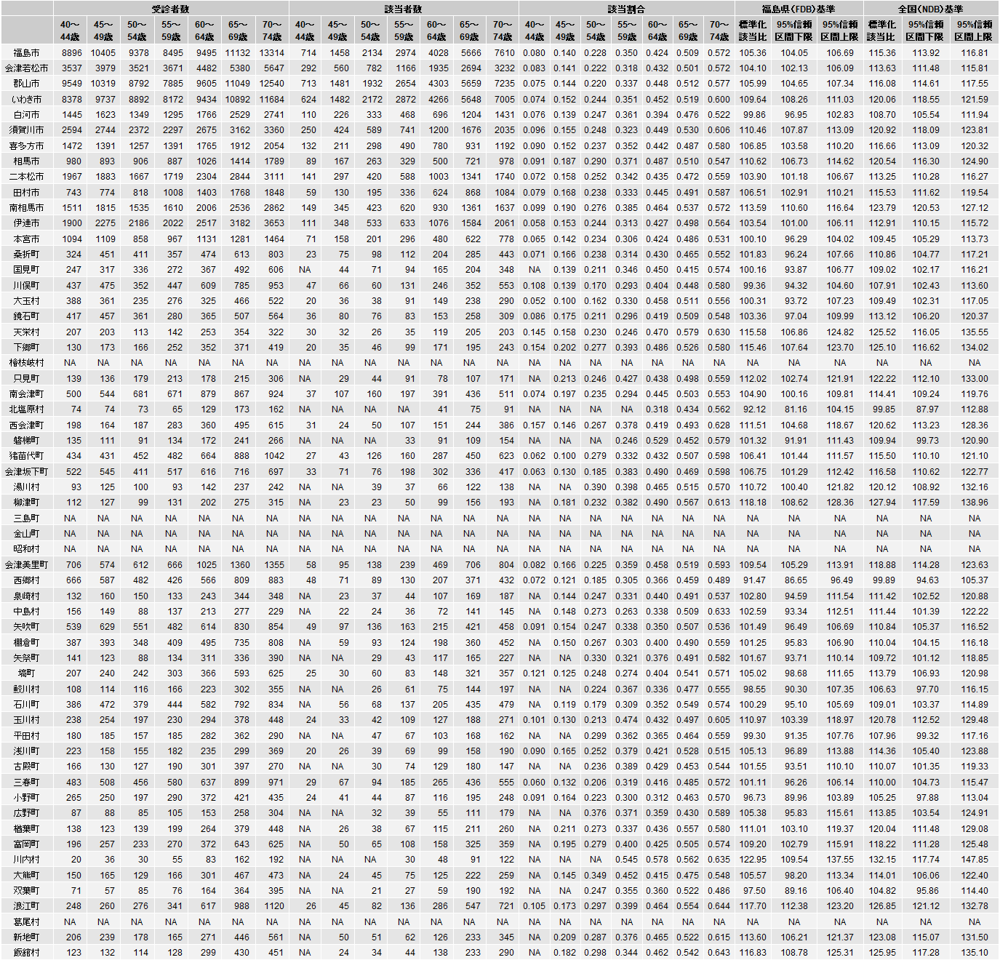 受診者数 該当者数 該当割合 福島県（FDB）基準 全国（NDB）基準
40～ 45～ 50～ 55～ 60～ 65～ 70～ 40～ 45～ 50～ 55～ 60～ 65～ 70～ 40～ 45～ 50～ 55～ 60～ 65～ 70～ 標準化 95%信頼 95%信頼 標準化 95%信頼 95%信頼
44歳 49歳 54歳 59歳 64歳 69歳 74歳 44歳 49歳 54歳 59歳 64歳 69歳 74歳 44歳 49歳 54歳 59歳 64歳 69歳 74歳 該当比 区間下限 区間上限 該当比 区間下限 区間上限
福島市 8896 10405 9378 8495 9495 11132 13314 714 1458 2134 2974 4028 5666 7610 0.080 0.140 0.228 0.350 0.424 0.509 0.572 105.36 104.05 106.69 115.36 113.92 116.81
会津若松市 3537 3979 3521 3671 4482 5380 5647 292 560 782 1166 1935 2694 3232 0.083 0.141 0.222 0.318 0.432 0.501 0.572 104.10 102.13 106.09 113.63 111.48 115.81
郡山市 9549 10319 8792 7885 9605 11049 12540 713 1481 1932 2654 4303 5659 7235 0.075 0.144 0.220 0.337 0.448 0.512 0.577 105.99 104.65 107.34 116.08 114.61 117.55
いわき市 8378 9737 8892 8172 9434 10892 11684 624 1482 2172 2872 4266 5648 7005 0.074 0.152 0.244 0.351 0.452 0.519 0.600 109.64 108.26 111.03 120.06 118.55 121.59
白河市 1445 1623 1349 1295 1766 2529 2741 110 226 333 468 696 1204 1431 0.076 0.139 0.247 0.361 0.394 0.476 0.522 99.86 96.95 102.83 108.70 105.54 111.94
須賀川市 2594 2744 2372 2297 2675 3162 3360 250 424 589 741 1200 1676 2035 0.096 0.155 0.248 0.323 0.449 0.530 0.606 110.46 107.87 113.09 120.92 118.09 123.81
喜多方市 1472 1391 1257 1391 1765 1912 2054 132 211 298 490 780 931 1192 0.090 0.152 0.237 0.352 0.442 0.487 0.580 106.85 103.58 110.20 116.66 113.09 120.32
相馬市 980 893 906 887 1026 1414 1789 89 167 263 329 500 721 978 0.091 0.187 0.290 0.371 0.487 0.510 0.547 110.62 106.73 114.62 120.54 116.30 124.90
二本松市 1967 1883 1667 1719 2304 2844 3111 141 297 420 588 1003 1341 1740 0.072 0.158 0.252 0.342 0.435 0.472 0.559 103.90 101.18 106.67 113.25 110.28 116.27
田村市 743 774 818 1008 1403 1768 1848 59 130 195 336 624 868 1084 0.079 0.168 0.238 0.333 0.445 0.491 0.587 106.51 102.91 110.21 115.53 111.62 119.54
南相馬市 1511 1815 1535 1610 2006 2536 2862 149 345 423 620 930 1361 1637 0.099 0.190 0.276 0.385 0.464 0.537 0.572 113.59 110.60 116.64 123.79 120.53 127.12
伊達市 1900 2275 2186 2022 2517 3182 3653 111 348 533 633 1076 1584 2061 0.058 0.153 0.244 0.313 0.427 0.498 0.564 103.54 101.00 106.11 112.91 110.15 115.72
本宮市 1094 1109 858 967 1131 1281 1464 71 158 201 296 480 622 778 0.065 0.142 0.234 0.306 0.424 0.486 0.531 100.10 96.29 104.02 109.45 105.29 113.73
桑折町 324 451 411 357 474 613 803 23 75 98 112 204 285 443 0.071 0.166 0.238 0.314 0.430 0.465 0.552 101.83 96.24 107.66 110.86 104.77 117.21
国見町 247 317 336 272 367 492 606 NA 44 71 94 165 204 348 NA 0.139 0.211 0.346 0.450 0.415 0.574 100.16 93.87 106.77 109.02 102.17 116.21
川俣町 437 475 352 447 609 785 953 47 66 60 131 246 352 553 0.108 0.139 0.170 0.293 0.404 0.448 0.580 99.36 94.32 104.60 107.91 102.43 113.60
大玉村 388 361 235 276 325 466 522 20 36 38 91 149 238 290 0.052 0.100 0.162 0.330 0.458 0.511 0.556 100.31 93.72 107.23 109.49 102.31 117.05
鏡石町 417 457 361 280 365 507 564 36 80 76 83 153 258 309 0.086 0.175 0.211 0.296 0.419 0.509 0.548 103.36 97.04 109.99 113.12 106.20 120.37
天栄村 207 203 113 142 253 354 322 30 32 26 35 119 205 203 0.145 0.158 0.230 0.246 0.470 0.579 0.630 115.58 106.86 124.82 125.52 116.05 135.55
下郷町 130 173 166 252 352 371 419 20 35 46 99 171 195 243 0.154 0.202 0.277 0.393 0.486 0.526 0.580 115.46 107.64 123.70 125.10 116.62 134.02
檜枝岐村 NA NA NA NA NA NA NA NA NA NA NA NA NA NA NA NA NA NA NA NA NA NA NA NA NA NA NA
只見町 139 136 179 213 178 215 306 NA 29 44 91 78 107 171 NA 0.213 0.246 0.427 0.438 0.498 0.559 112.02 102.74 121.91 122.22 112.10 133.00
南会津町 500 544 681 671 879 867 924 37 107 160 197 391 436 511 0.074 0.197 0.235 0.294 0.445 0.503 0.553 104.90 100.16 109.81 114.41 109.24 119.76
北塩原村 74 74 73 65 129 173 162 NA NA NA NA 41 75 91 NA NA NA NA 0.318 0.434 0.562 92.12 81.16 104.15 99.85 87.97 112.88
西会津町 198 164 187 283 360 495 615 31 24 50 107 151 244 386 0.157 0.146 0.267 0.378 0.419 0.493 0.628 111.51 104.68 118.67 120.62 113.23 128.36
磐梯町 135 111 91 134 172 241 266 NA NA NA 33 91 109 154 NA NA NA 0.246 0.529 0.452 0.579 101.32 91.91 111.43 109.94 99.73 120.90
猪苗代町 434 431 452 482 664 888 1042 27 43 126 160 287 450 623 0.062 0.100 0.279 0.332 0.432 0.507 0.598 106.41 101.44 111.57 115.50 110.10 121.10
会津坂下町 522 545 411 517 616 716 697 33 71 76 198 302 336 417 0.063 0.130 0.185 0.383 0.490 0.469 0.598 106.75 101.29 112.42 116.58 110.62 122.77
湯川村 93 125 100 93 142 237 242 NA NA 39 37 66 122 138 NA NA 0.390 0.398 0.465 0.515 0.570 110.72 100.40 121.82 120.12 108.92 132.16
柳津町 112 127 99 131 202 275 315 NA 23 23 50 99 156 193 NA 0.181 0.232 0.382 0.490 0.567 0.613 118.18 108.62 128.36 127.94 117.59 138.96
三島町 NA NA NA NA NA NA NA NA NA NA NA NA NA NA NA NA NA NA NA NA NA NA NA NA NA NA NA
金山町 NA NA NA NA NA NA NA NA NA NA NA NA NA NA NA NA NA NA NA NA NA NA NA NA NA NA NA
昭和村 NA NA NA NA NA NA NA NA NA NA NA NA NA NA NA NA NA NA NA NA NA NA NA NA NA NA NA
会津美里町 706 574 612 666 1025 1360 1355 58 95 138 239 469 706 804 0.082 0.166 0.225 0.359 0.458 0.519 0.593 109.54 105.29 113.91 118.88 114.28 123.63
西郷村 666 587 482 426 566 809 883 48 71 89 130 207 371 432 0.072 0.121 0.185 0.305 0.366 0.459 0.489 91.47 86.65 96.49 99.89 94.63 105.37
泉崎村 132 160 150 133 243 344 348 NA 23 37 44 107 169 187 NA 0.144 0.247 0.331 0.440 0.491 0.537 102.80 94.59 111.54 111.42 102.52 120.88
中島村 156 149 88 137 213 277 229 NA 22 24 36 72 141 145 NA 0.148 0.273 0.263 0.338 0.509 0.633 102.59 93.34 112.51 111.44 101.39 122.22
矢吹町 539 629 551 482 614 830 854 49 97 136 163 215 421 458 0.091 0.154 0.247 0.338 0.350 0.507 0.536 101.49 96.49 106.69 110.84 105.37 116.52
棚倉町 387 393 348 409 495 735 808 NA 59 93 124 198 360 452 NA 0.150 0.267 0.303 0.400 0.490 0.559 101.25 95.83 106.90 110.04 104.15 116.18
矢祭町 141 123 88 134 311 336 390 NA NA 29 43 117 165 227 NA NA 0.330 0.321 0.376 0.491 0.582 101.67 93.71 110.14 109.72 101.12 118.85
塙町 207 240 242 303 366 593 625 25 30 60 83 148 321 357 0.121 0.125 0.248 0.274 0.404 0.541 0.571 105.02 98.68 111.65 113.79 106.93 120.98
鮫川村 108 114 116 166 223 302 355 NA NA 26 61 75 144 197 NA NA 0.224 0.367 0.336 0.477 0.555 98.55 90.30 107.35 106.63 97.70 116.15
石川町 386 472 379 444 582 792 834 NA 56 68 137 205 435 479 NA 0.119 0.179 0.309 0.352 0.549 0.574 100.29 95.10 105.69 109.01 103.37 114.89
玉川村 238 254 197 230 294 378 448 24 33 42 109 127 188 271 0.101 0.130 0.213 0.474 0.432 0.497 0.605 110.97 103.39 118.97 120.78 112.52 129.48
平田村 180 185 157 185 282 362 290 NA NA 47 67 103 168 162 NA NA 0.299 0.362 0.365 0.464 0.559 99.30 91.35 107.76 107.96 99.32 117.16
浅川町 223 158 155 182 235 299 369 20 26 39 69 99 158 190 0.090 0.165 0.252 0.379 0.421 0.528 0.515 105.13 96.89 113.88 114.36 105.40 123.88
古殿町 166 130 127 190 301 397 270 NA NA 30 74 129 180 147 NA NA 0.236 0.389 0.429 0.453 0.544 101.55 93.51 110.10 110.07 101.35 119.33
三春町 483 508 456 580 637 899 971 29 67 94 185 265 436 555 0.060 0.132 0.206 0.319 0.416 0.485 0.572 101.11 96.26 106.14 110.00 104.73 115.47
小野町 265 250 197 290 372 421 435 24 41 44 87 116 195 248 0.091 0.164 0.223 0.300 0.312 0.463 0.570 96.73 89.96 103.89 105.25 97.88 113.04
広野町 87 88 85 105 153 258 304 NA NA 32 39 55 111 179 NA NA 0.376 0.371 0.359 0.430 0.589 105.38 95.83 115.61 113.85 103.54 124.91
楢葉町 138 123 139 199 264 379 448 NA 26 38 67 115 211 260 NA 0.211 0.273 0.337 0.436 0.557 0.580 111.01 103.10 119.37 120.04 111.48 129.08
富岡町 196 257 233 270 372 643 625 NA 50 65 108 158 325 359 NA 0.195 0.279 0.400 0.425 0.505 0.574 109.20 102.79 115.91 118.22 111.28 125.48
川内村 20 36 30 55 83 162 192 NA NA NA 30 48 91 122 NA NA NA 0.545 0.578 0.562 0.635 122.95 109.54 137.55 132.15 117.74 147.85
大熊町 150 165 129 166 301 467 473 NA 24 45 75 125 222 259 NA 0.145 0.349 0.452 0.415 0.475 0.548 105.57 98.20 113.34 114.01 106.06 122.40
双葉町 71 57 85 76 164 364 395 NA NA 21 27 59 190 192 NA NA 0.247 0.355 0.360 0.522 0.486 97.50 89.16 106.40 104.82 95.86 114.40
浪江町 248 260 276 341 617 988 1120 26 45 82 136 286 547 721 0.105 0.173 0.297 0.399 0.464 0.554 0.644 117.70 112.38 123.20 126.85 121.12 132.78
葛尾村 NA NA NA NA NA NA NA NA NA NA NA NA NA NA NA NA NA NA NA NA NA NA NA NA NA NA NA
新地町 206 239 178 165 271 446 561 NA 50 51 62 126 233 345 NA 0.209 0.287 0.376 0.465 0.522 0.615 113.60 106.21 121.37 123.08 115.07 131.50
飯舘村 123 132 114 128 299 430 451 NA 24 34 44 138 233 290 NA 0.182 0.298 0.344 0.462 0.542 0.643 116.83 108.78 125.31 125.95 117.28 135.10